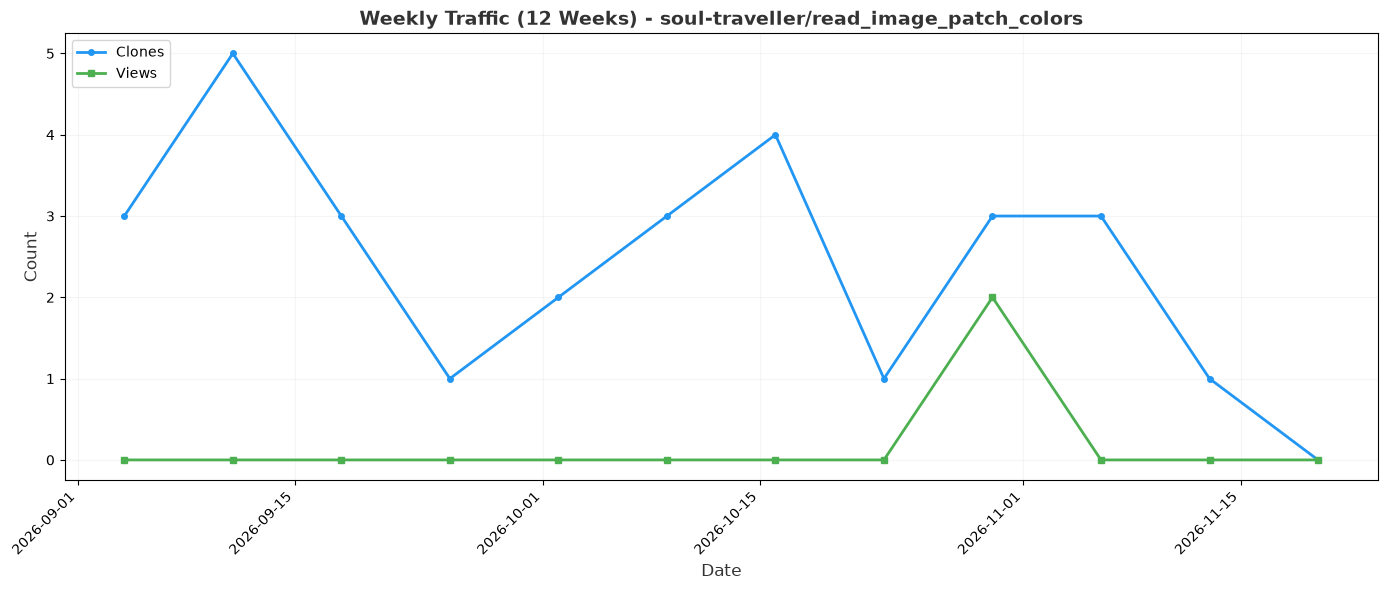 Weekly Traffic (12 Weeks) - soul-traveller/read_image_patch_colors
Clones
Views
5
4
3
2
1
0
Count
2026-09-01
2026-09-15
2026-10-01
2026-10-15
2026-11-01
2026-11-15
Date